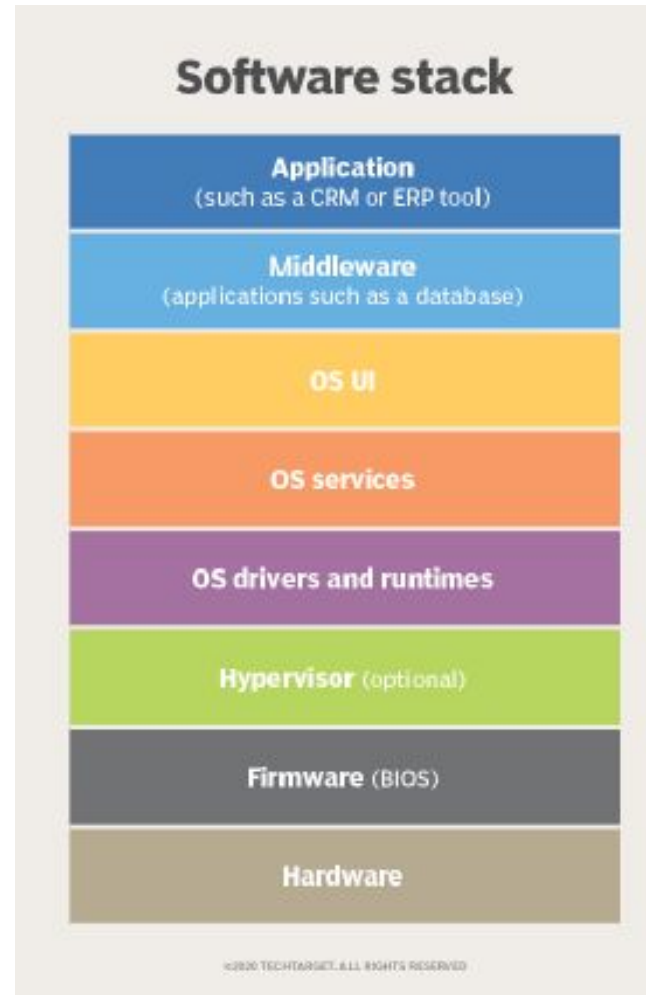 Software stack
Application
(such as a CRM or ERP tool)
Middleware
(applications such as a database)
OS UI
OS services
OS drivers and runtimes
Hypervisor (optional)
Firmware (BIOS)
Hardware
©2020 TECHTARGET. ALL RIGHTS RESERVED